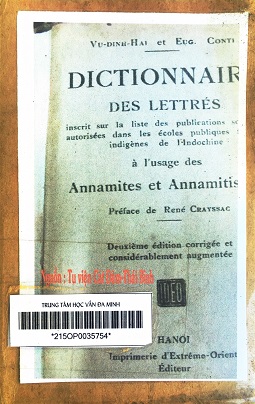 VU-DINE-HAI et EUG. CONTI
DICTIONNAIR
DES LETTRÉS
inscrit sur la liste des publications
autorisées dans les écoles publiques
indigènes de l'Indochine
à l'usage des
Annamites et Annamitis
Préface de René CRAYSSAC
Deuxième édition corrigée et
considérablement augmentée
IDEO
TRUNG TÂM HỌC VẤN ĐA MINH
*215OP0035754*
HANOI
Imprimerie d'Extrême-Orient
Éditeur